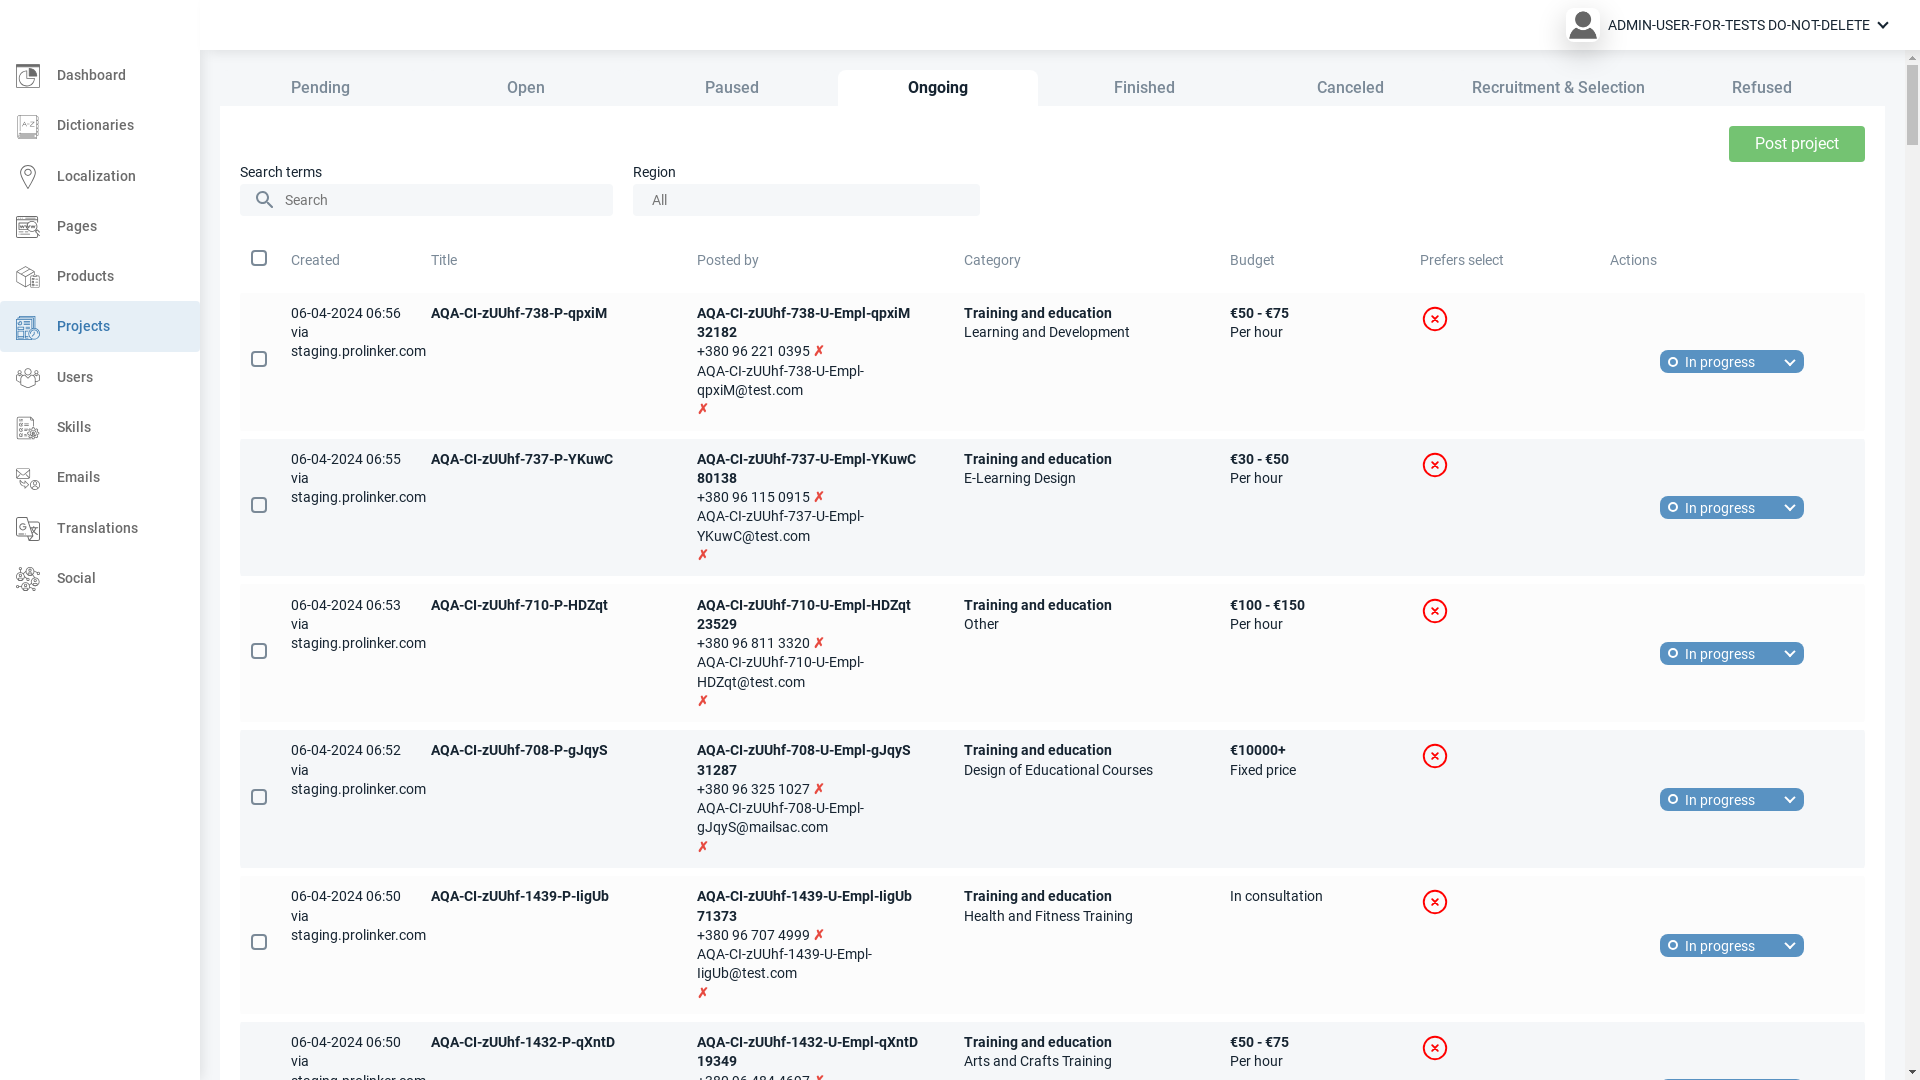 ADMIN-USER-FOR-TESTS DO-NOT-DELETE
Dashboard
Dictionaries
Localization
Pages
Products
Projects
Users
Skills
Emails
Translations
Social
Pending Open Paused Ongoing Finished Canceled Recruitment & Selection Refused
Post project
Search terms Region
Search All
Created Title Posted by Category Budget Prefers select Actions
06-04-2024 06:56 AQA-CI-zUUhf-738-P-qpxiM AQA-CI-zUUhf-738-U-Empl-qpxiM Training and education €50 - €75
via 32182 Learning and Development Per hour
staging.prolinker.com +380 96 221 0395 ✗
In progress
AQA-CI-zUUhf-738-U-Empl-
qpxiM@test.com
✗
06-04-2024 06:55 AQA-CI-zUUhf-737-P-YKuwC AQA-CI-zUUhf-737-U-Empl-YKuwC Training and education €30 - €50
via 80138 E-Learning Design Per hour
staging.prolinker.com +380 96 115 0915 ✗
In progress
AQA-CI-zUUhf-737-U-Empl-
YKuwC@test.com
✗
06-04-2024 06:53 AQA-CI-zUUhf-710-P-HDZqt AQA-CI-zUUhf-710-U-Empl-HDZqt Training and education €100 - €150
via 23529 Other Per hour
staging.prolinker.com +380 96 811 3320 ✗
In progress
AQA-CI-zUUhf-710-U-Empl-
HDZqt@test.com
✗
06-04-2024 06:52 AQA-CI-zUUhf-708-P-gJqyS AQA-CI-zUUhf-708-U-Empl-gJqyS Training and education €10000+
via 31287 Design of Educational Courses Fixed price
staging.prolinker.com +380 96 325 1027 ✗
In progress
AQA-CI-zUUhf-708-U-Empl-
gJqyS@mailsac.com
✗
06-04-2024 06:50 AQA-CI-zUUhf-1439-P-IigUb AQA-CI-zUUhf-1439-U-Empl-IigUb Training and education In consultation
via 71373 Health and Fitness Training
staging.prolinker.com +380 96 707 4999 ✗
In progress
AQA-CI-zUUhf-1439-U-Empl-
IigUb@test.com
✗
06-04-2024 06:50 AQA-CI-zUUhf-1432-P-qXntD AQA-CI-zUUhf-1432-U-Empl-qXntD Training and education €50 - €75
via 19349 Arts and Crafts Training Per hour